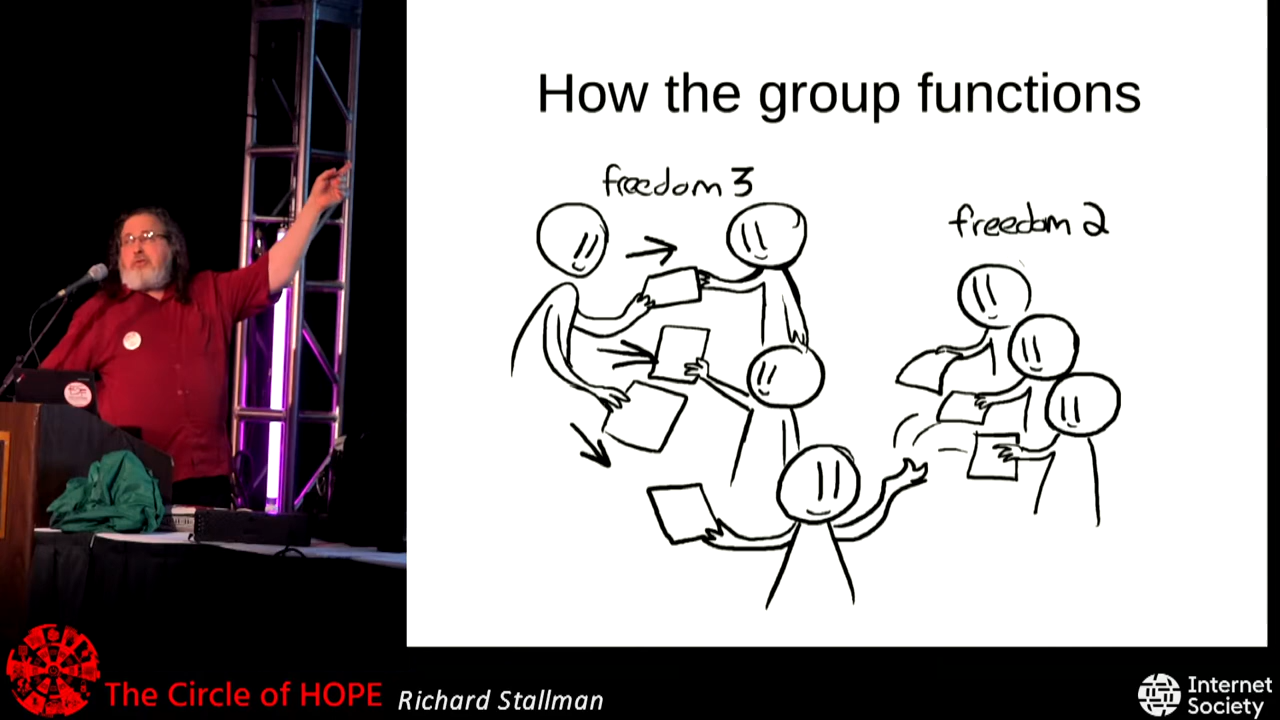 How the group functions
freedom 3
freedom 2
The Circle of HOPE
Richard Stallman
Internet
Society